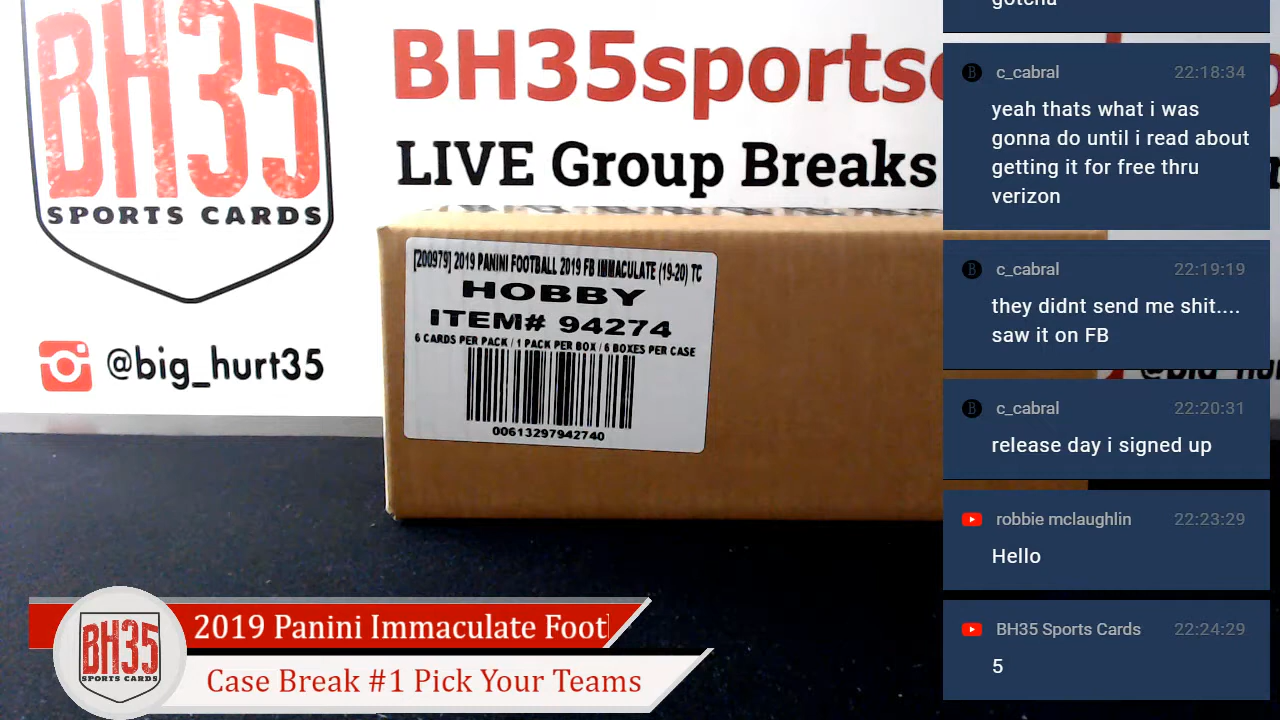 BH35
SPORTS CARDS
@big_hurt35
BH35sportsc
LIVE Group Breaks
[200979] 2019 PANINI FOOTBALL 2019 FB IMMACULATE (19-20) TC
HOBBY
ITEM# 94274
6 CARDS PER PACK / 1 PACK PER BOX / 6 BOXES PER CASE
00613297942740
BH35
SPORTS CARDS
2019 Panini Immaculate Foot
Case Break #1 Pick Your Teams
gotcha
c_cabral 22:18:34
yeah thats what i was
gonna do until i read about
getting it for free thru
verizon
c_cabral 22:19:19
they didnt send me shit....
saw it on FB
c_cabral 22:20:31
release day i signed up
robbie mclaughlin 22:23:29
Hello
BH35 Sports Cards 22:24:29
5